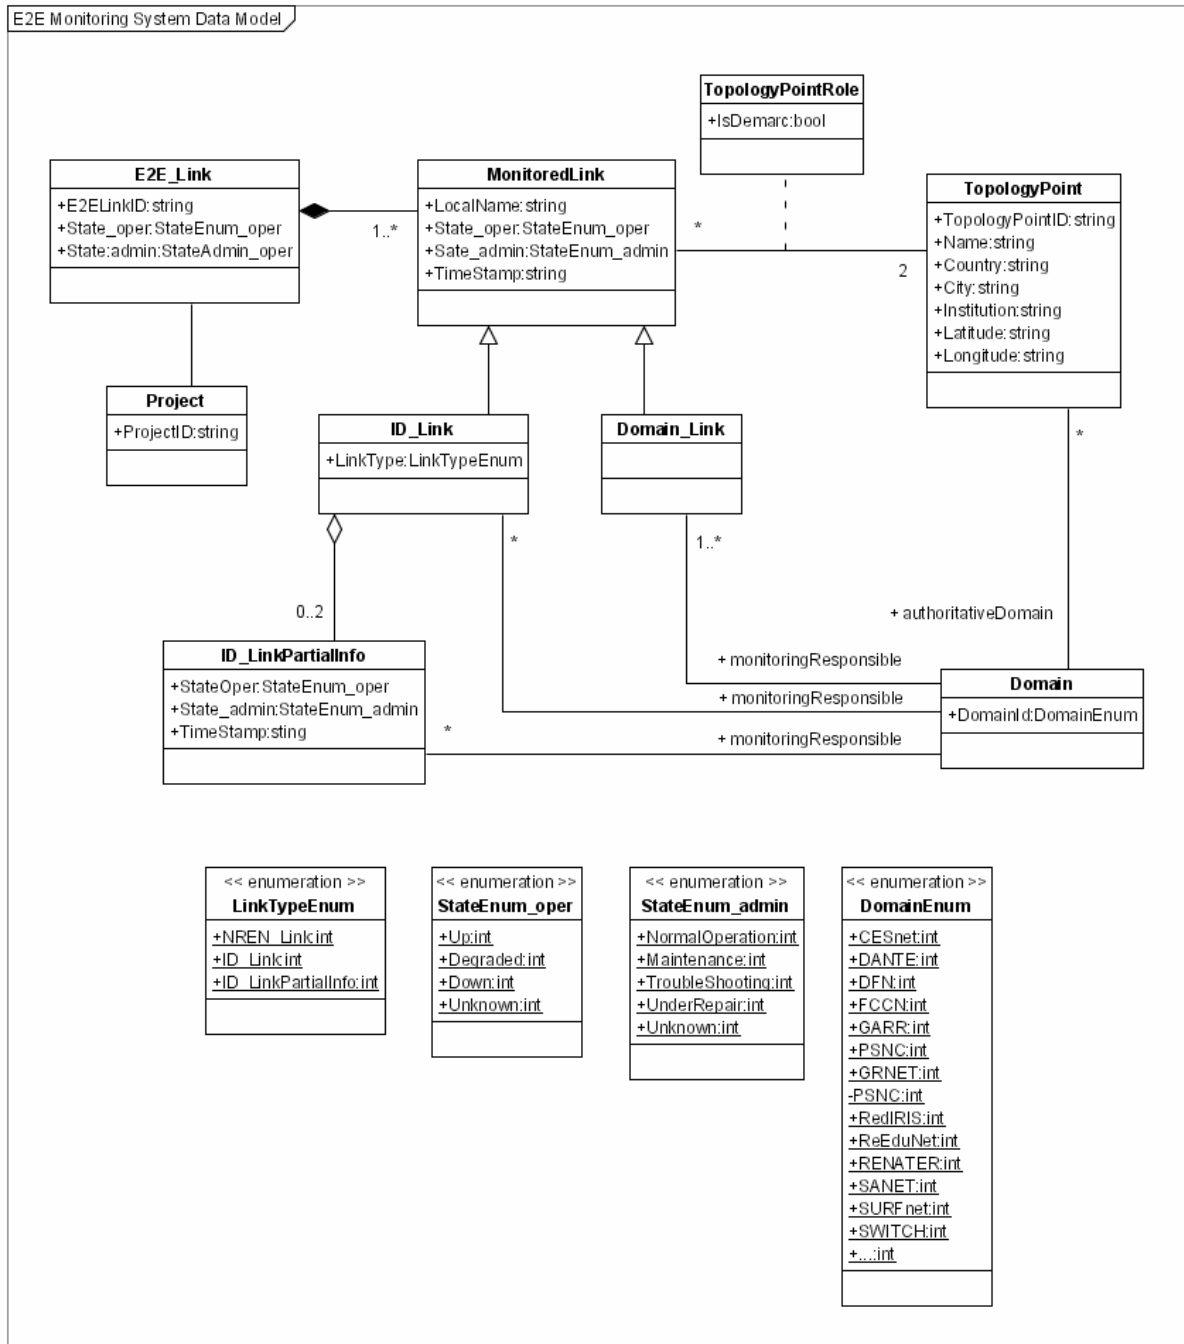 E2E Monitoring System Data Model
TopologyPointRole
+IsDemarc:bool
E2E_Link
+E2ELinkID:string
+State_oper:StateEnum_oper
+State:admin:StateAdmin_oper
1..*
MonitoredLink
+LocalName:string
+State_oper:StateEnum_oper
+Sate_admin:StateEnum_admin
+TimeStamp:string
*
2
TopologyPoint
+TopologyPointID:string
+Name:string
+Country:string
+City:string
+Institution:string
+Latitude:string
+Longitude:string
*
Project
+ProjectID:string
ID_Link
+LinkType:LinkTypeEnum
*
Domain_Link
1..*
0..2
+ authoritativeDomain
ID_LinkPartialInfo
+StateOper:StateEnum_oper
+State_admin:StateEnum_admin
+TimeStamp:sting
*
+ monitoringResponsible
+ monitoringResponsible
+ monitoringResponsible
Domain
+DomainId:DomainEnum
<< enumeration >>
LinkTypeEnum
+NREN_Link:int
+ID_Link:int
+ID_LinkPartialInfo:int
<< enumeration >>
StateEnum_oper
+Up:int
+Degraded:int
+Down:int
+Unknown:int
<< enumeration >>
StateEnum_admin
+NormalOperation:int
+Maintenance:int
+TroubleShooting:int
+UnderRepair:int
+Unknown:int
<< enumeration >>
DomainEnum
+CESnet:int
+DANTE:int
+DFN:int
+FCCN:int
+GARR:int
+PSNC:int
+GRNET:int
-PSNC:int
+RedIRIS:int
+ReEduNet:int
+RENATER:int
+SANET:int
+SURFnet:int
+SWITCH:int
+...:int